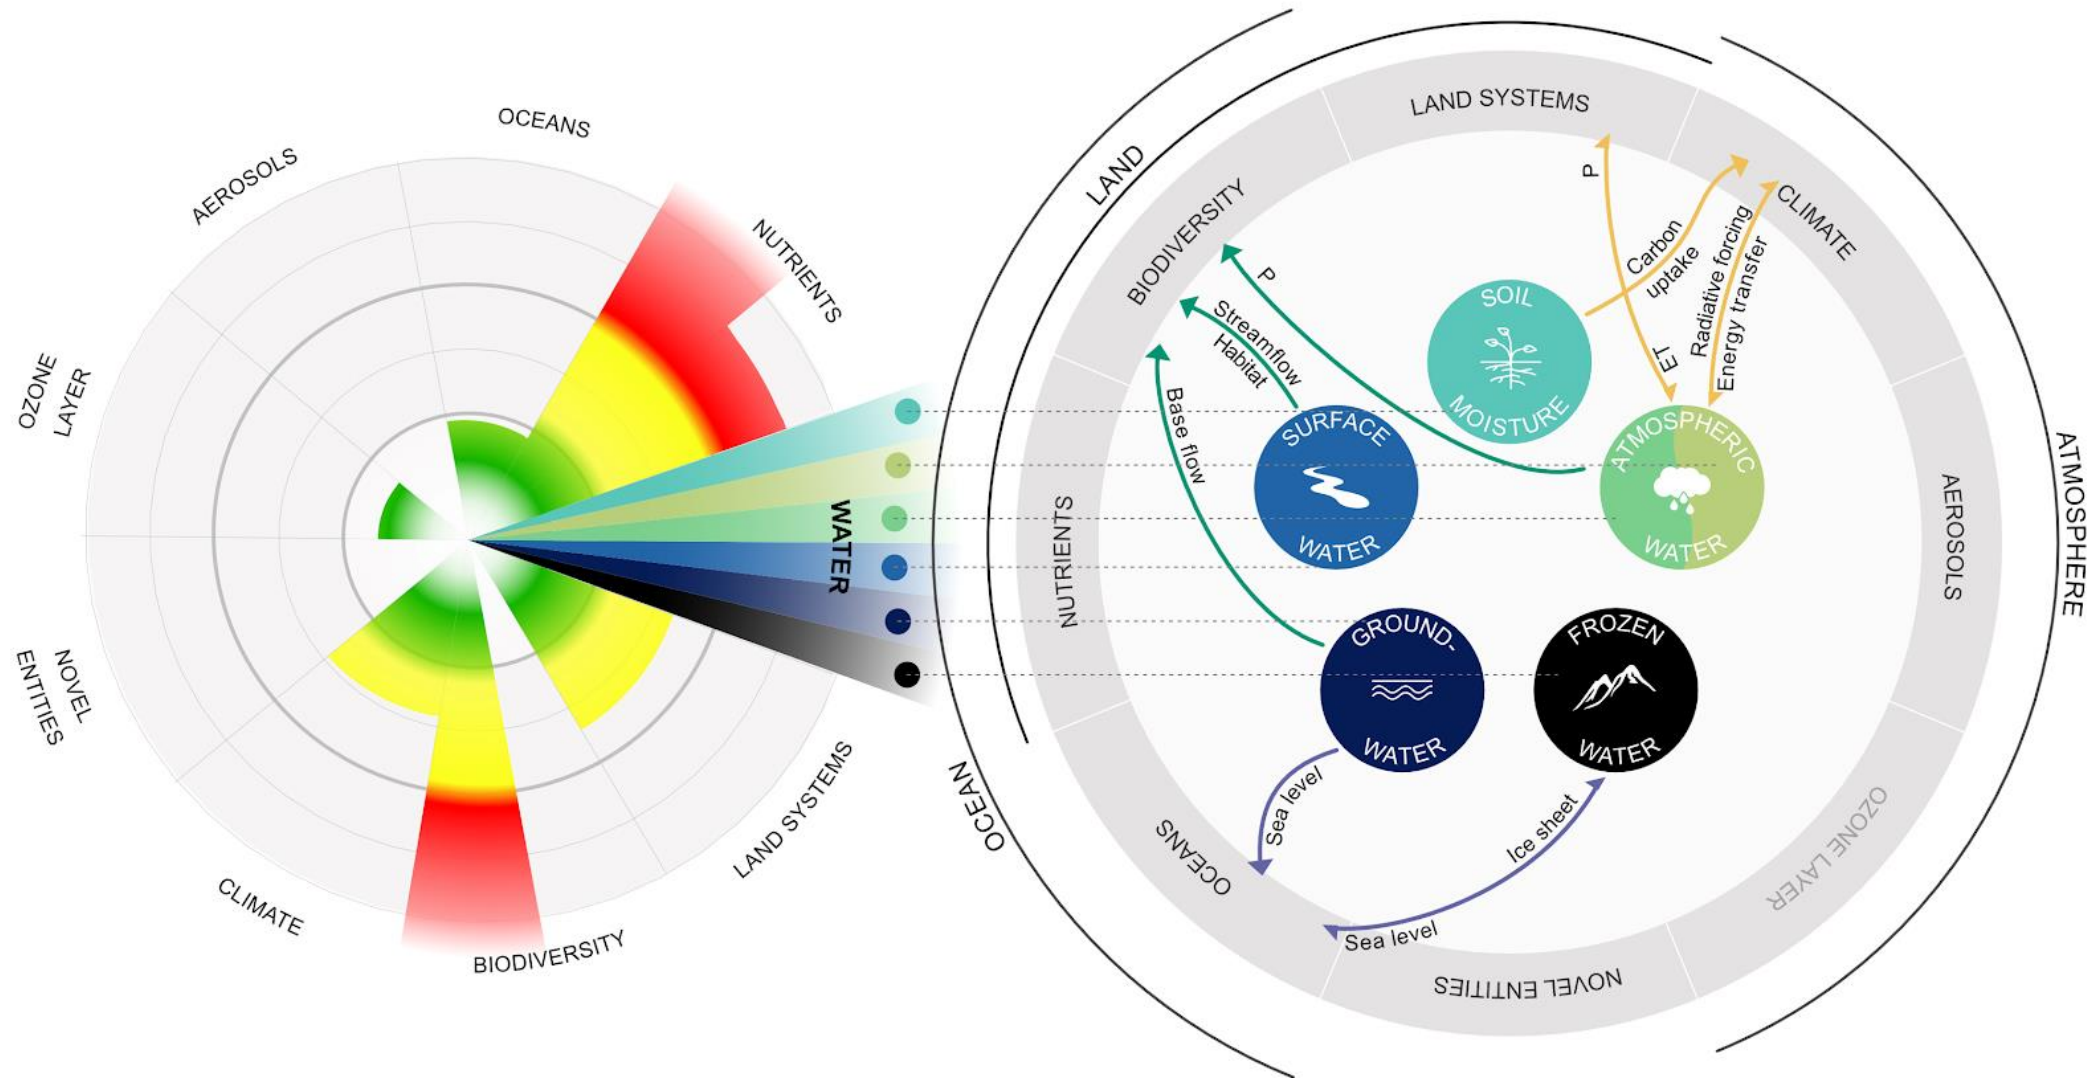 OCEANS
AEROSOLS
NUTRIENTS
OZONE
LAYER
WATER
NOVEL
ENTITIES
LAND SYSTEMS
CLIMATE
BIODIVERSITY
LAND
OCEAN
ATMOSPHERE
LAND SYSTEMS
BIODIVERSITY
CLIMATE
NUTRIENTS
AEROSOLS
OCEANS
OZONE LAYER
NOVEL ENTITIES
P
Carbon
uptake
Radiative forcing
Energy transfer
ET
P
Streamflow
Habitat
Base flow
SOIL
MOISTURE
SURFACE
WATER
ATMOSPHERIC
WATER
GROUND-
WATER
FROZEN
WATER
Sea level
Ice sheet
Sea level